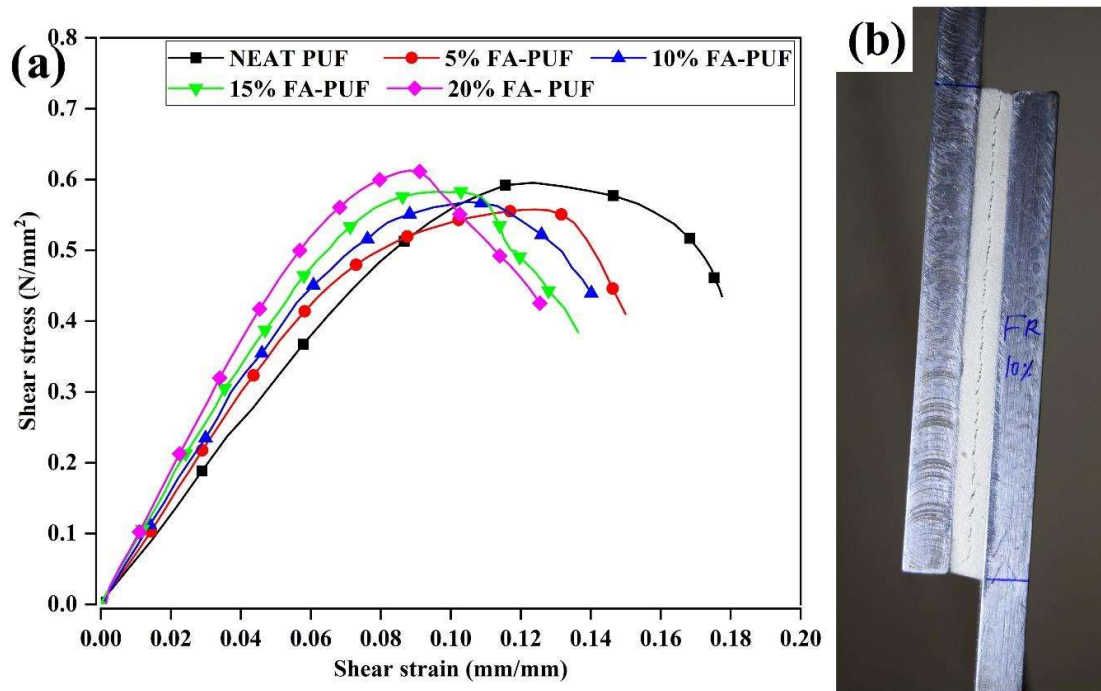 (a)
NEAT PUF 5% FA-PUF 10% FA-PUF
15% FA-PUF 20% FA- PUF
0.8
0.7
0.6
0.5
0.4
0.3
0.2
0.1
0.0
Shear stress (N/mm²)
0.00 0.02 0.04 0.06 0.08 0.10 0.12 0.14 0.16 0.18 0.20
Shear strain (mm/mm)
(b)
FR
10%